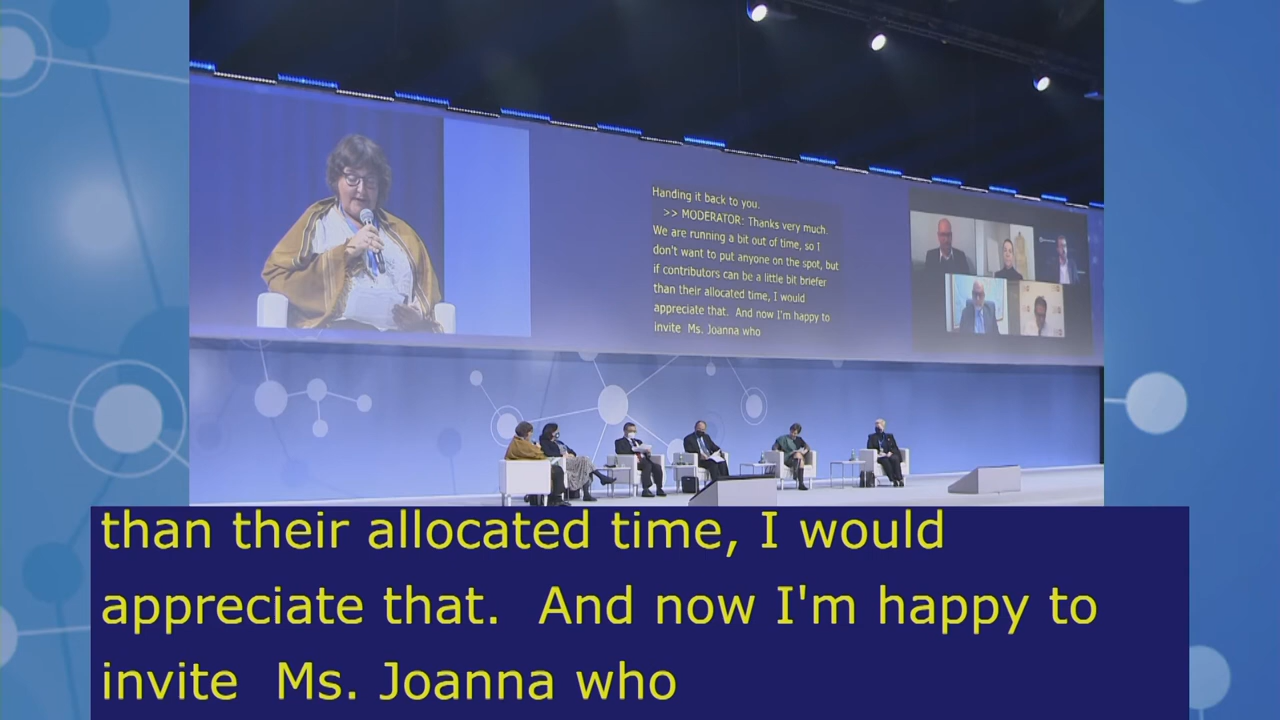 Handing it back to you.
>> MODERATOR: Thanks very much.
We are running a bit out of time, so I
don't want to put anyone on the spot, but
if contributors can be a little bit briefer
than their allocated time, I would
appreciate that.  And now I'm happy to
invite  Ms. Joanna who
than their allocated time, I would
appreciate that.  And now I'm happy to
invite  Ms. Joanna who